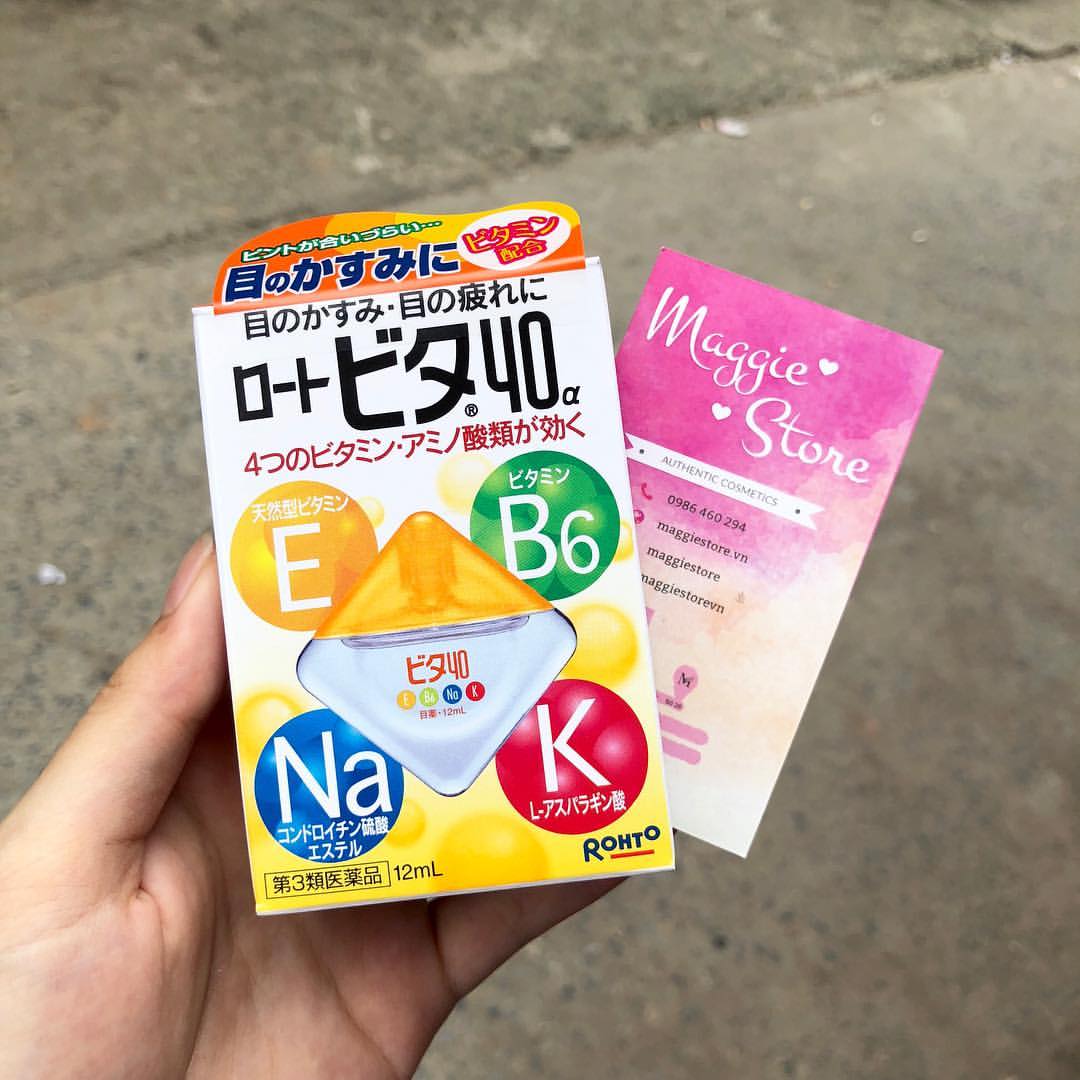 ピントが合いづらい…
目のかすみに
ビタミン
配合
目のかすみ・目の疲れに
ロートビタ®40α
4つのビタミン・アミノ酸類が効く
天然型ビタミン
E
ビタミン
B6
ビタ40
E B6 Na K
目薬・12mL
Na
コンドロイチン硫酸
エステル
K
L-アスパラギン酸
第3類医薬品 12mL
ROHTO
Maggie
Store
AUTHENTIC COSMETICS
0986 460 294
maggiestore.vn
maggiestore
maggiestorevn
M